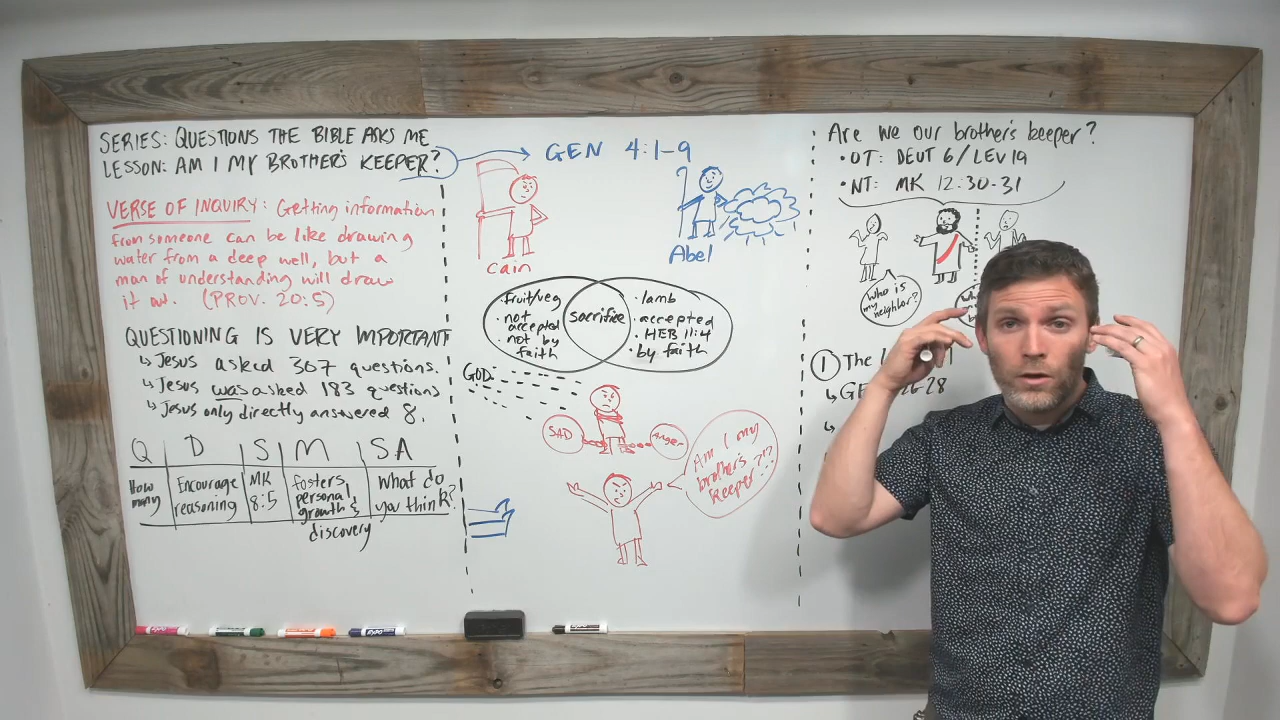 SERIES: QUESTIONS THE BIBLE ASKS ME
LESSON: AM I MY BROTHER'S KEEPER?
VERSE OF INQUIRY: Getting information
from someone can be like drawing
water from a deep well, but a
man of understanding will draw
it out. (PROV. 20:5)
QUESTIONING IS VERY IMPORTANT
↳ Jesus asked 307 questions.
↳ Jesus was asked 183 questions
↳ Jesus only directly answered 8.
Q D S M SA
How many
Encourage reasoning
MK 8:5
fosters personal growth &
discovery
what do you think?
GEN 4:1-9
Cain
Abel
• fruit/veg
• not accepted
• not by faith
sacrifice
• lamb
• accepted
• HEB 11:4
• by faith
GOD
SAD
Anger
Am I my
brother's
keeper?!?
Are we our brother's keeper?
• OT: DEUT 6/LEV 19
• NT: MK 12:30-31
Who is
my
neighbor?
① The
EXPO
EXPO